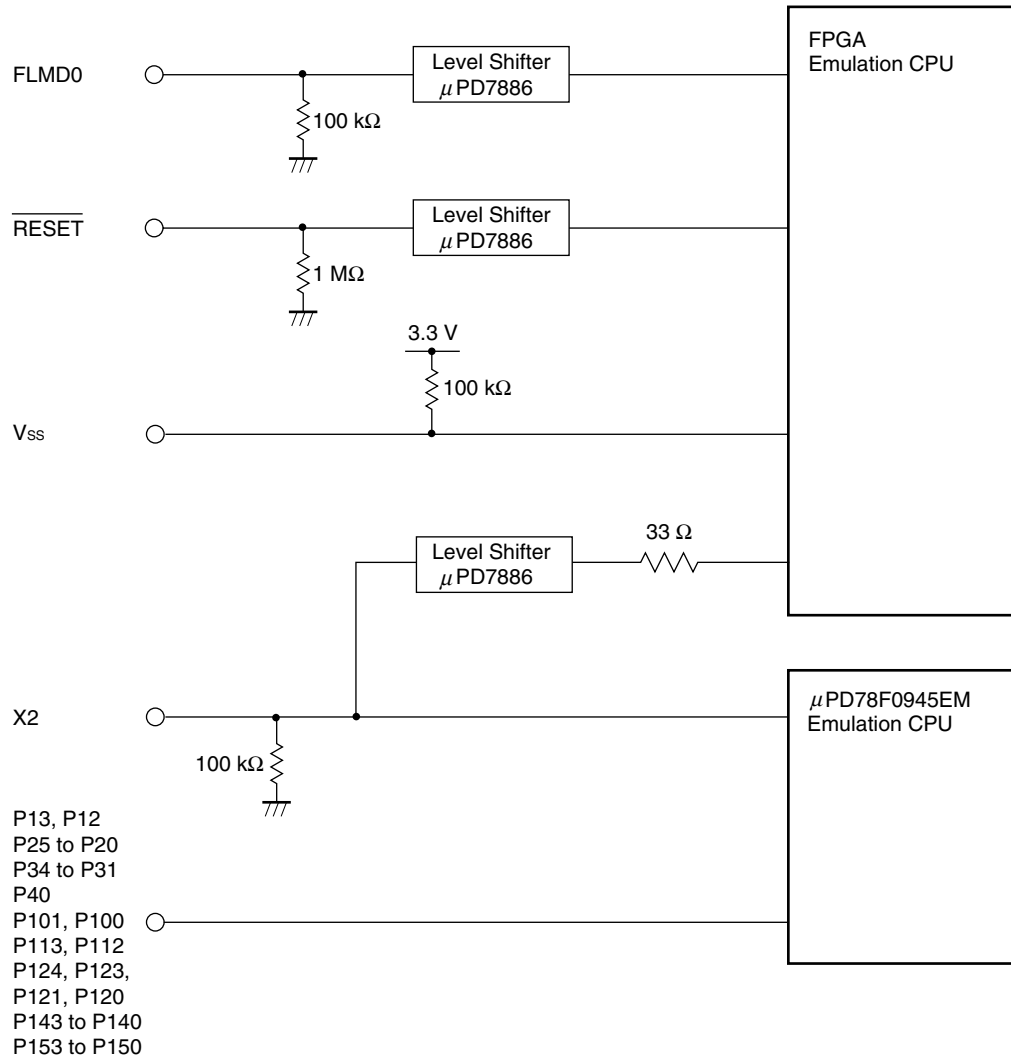 FLMD0
Level Shifter
μPD7886
100 kΩ
FPGA
Emulation CPU
RESET
Level Shifter
μPD7886
1 MΩ
3.3 V
100 kΩ
Vss
Level Shifter
μPD7886
33 Ω
X2
100 kΩ
μPD78F0945EM
Emulation CPU
P13, P12
P25 to P20
P34 to P31
P40
P101, P100
P113, P112
P124, P123,
P121, P120
P143 to P140
P153 to P150